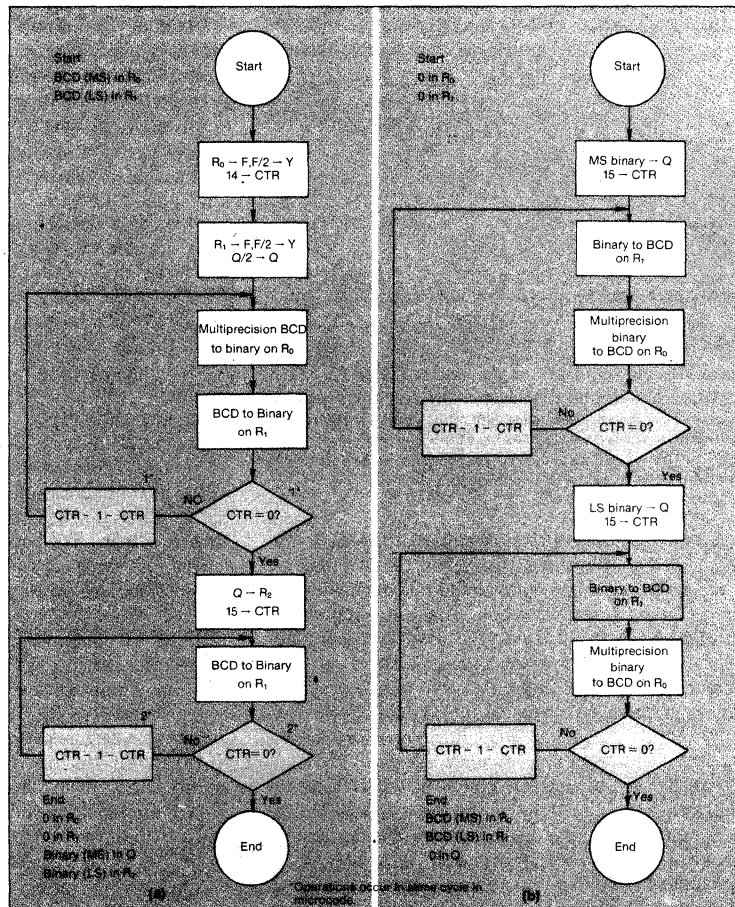 Start
BCD (MS) in R₀
BCD (LS) in R₁
Start
R₀ → F,F/2 → Y
14 → CTR
R₁ → F,F/2 → Y
Q/2 → Q
Multiprecision BCD
to binary on R₀
BCD to Binary
on R₁
1*
CTR - 1 → CTR
NO
1*
CTR = 0?
Yes
Q → R₂
15 → CTR
BCD to Binary
on R₁
2*
CTR - 1 → CTR
No
2*
CTR = 0?
Yes
End
0 in R₀
0 in R₁
Binary (MS) in Q
Binary (LS) in R₂
End
(a)
Start
0 in R₀
0 in R₁
Start
MS binary → Q
15 → CTR
Binary to BCD
on R₁
Multiprecision
binary
to BCD on R₀
CTR - 1 → CTR
No
CTR = 0?
Yes
LS binary → Q
15 → CTR
Binary to BCD
on R₁
Multiprecision
binary
to BCD on R₀
CTR - 1 → CTR
No
CTR = 0?
Yes
End
BCD (MS) in R₀
BCD (LS) in R₁
0 in Q
End
(b)
*Operations occur in same cycle in
microcode.